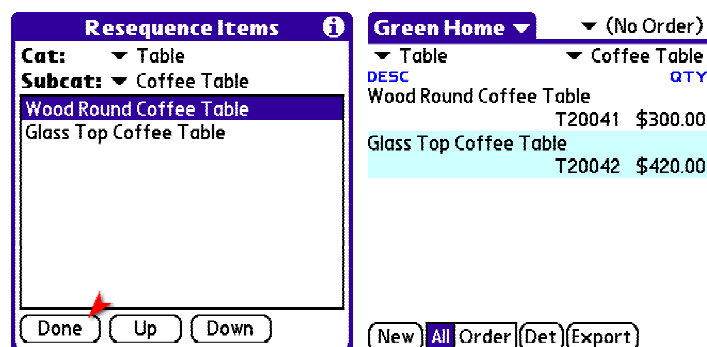 Resequence Items
Cat: Table
Subcat: Coffee Table
Wood Round Coffee Table
Glass Top Coffee Table
Done Up Down
Green Home (No Order)
Table Coffee Table
DESC QTY
Wood Round Coffee Table
T20041 $300.00
Glass Top Coffee Table
T20042 $420.00
New All Order Det Export